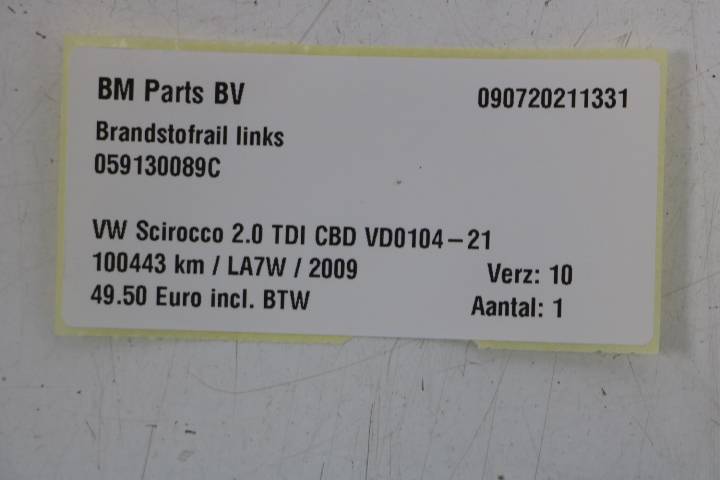 BM Parts BV 090720211331
Brandstofrail links
059130089C
VW Scirocco 2.0 TDI CBD VD0104-21
100443 km / LA7W / 2009 Verz: 10
49.50 Euro incl. BTW Aantal: 1